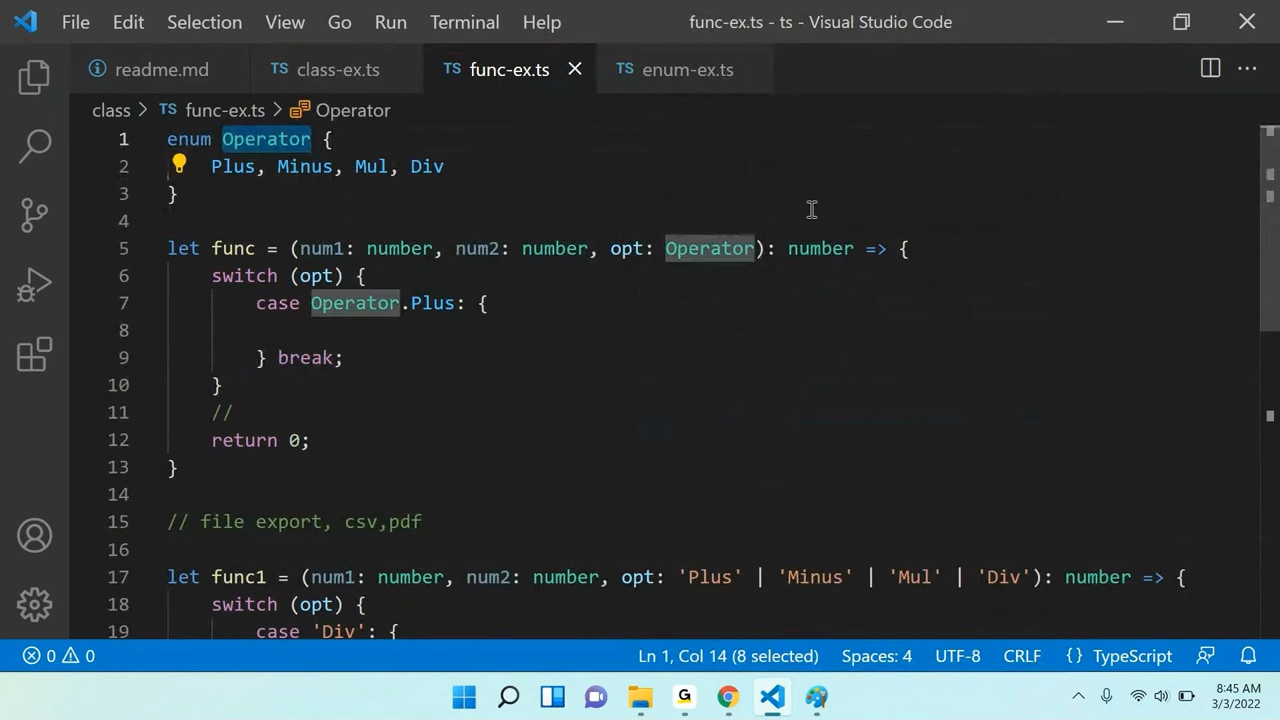 File Edit Selection View Go Run Terminal Help func-ex.ts - ts - Visual Studio Code
readme.md TS class-ex.ts TS func-ex.ts TS enum-ex.ts
class > TS func-ex.ts > Operator
1 enum Operator {
2 Plus, Minus, Mul, Div
3 }
4
5 let func = (num1: number, num2: number, opt: Operator): number => {
6 switch (opt) {
7 case Operator.Plus: {
8
9 } break;
10 }
11 //
12 return 0;
13 }
14
15 // file export, csv,pdf
16
17 let func1 = (num1: number, num2: number, opt: 'Plus' | 'Minus' | 'Mul' | 'Div'): number => {
18 switch (opt) {
19 case 'Div': {
0 0 Ln 1, Col 14 (8 selected) Spaces: 4 UTF-8 CRLF {} TypeScript
G 8:45 AM
3/3/2022